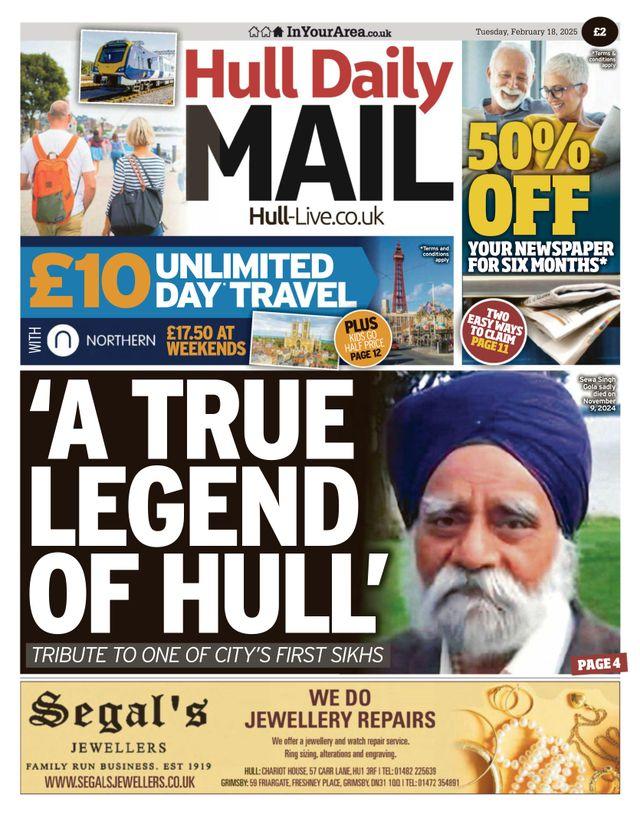 InYourArea.co.uk
Tuesday, February 18, 2025
£2
Hull Daily
MAIL
Hull-Live.co.uk
*Terms &
conditions
apply
50%
OFF
YOUR NEWSPAPER
FOR SIX MONTHS*
TWO
EASY WAYS
TO CLAIM
PAGE 11
£10 UNLIMITED
DAY* TRAVEL
*Terms and
conditions
apply
WITH
n NORTHERN
£17.50 AT
WEEKENDS
PLUS
KIDS GO
HALF PRICE
PAGE 12
'A TRUE
LEGEND
OF HULL'
TRIBUTE TO ONE OF CITY'S FIRST SIKHS
Sewa Singh
Gola sadly
died on
November
9, 2024
PAGE 4
Segal's
JEWELLERS
FAMILY RUN BUSINESS. EST 1919
WWW.SEGALSJEWELLERS.CO.UK
WE DO
JEWELLERY REPAIRS
We offer a jewellery and watch repair service.
Ring sizing, alterations and engraving.
HULL: CHARIOT HOUSE, 57 CARR LANE, HU1 3RF | TEL: 01482 225639
GRIMSBY: 59 FRIARGATE, FRESHNEY PLACE, GRIMSBY, DN31 1QD | TEL: 01472 354891